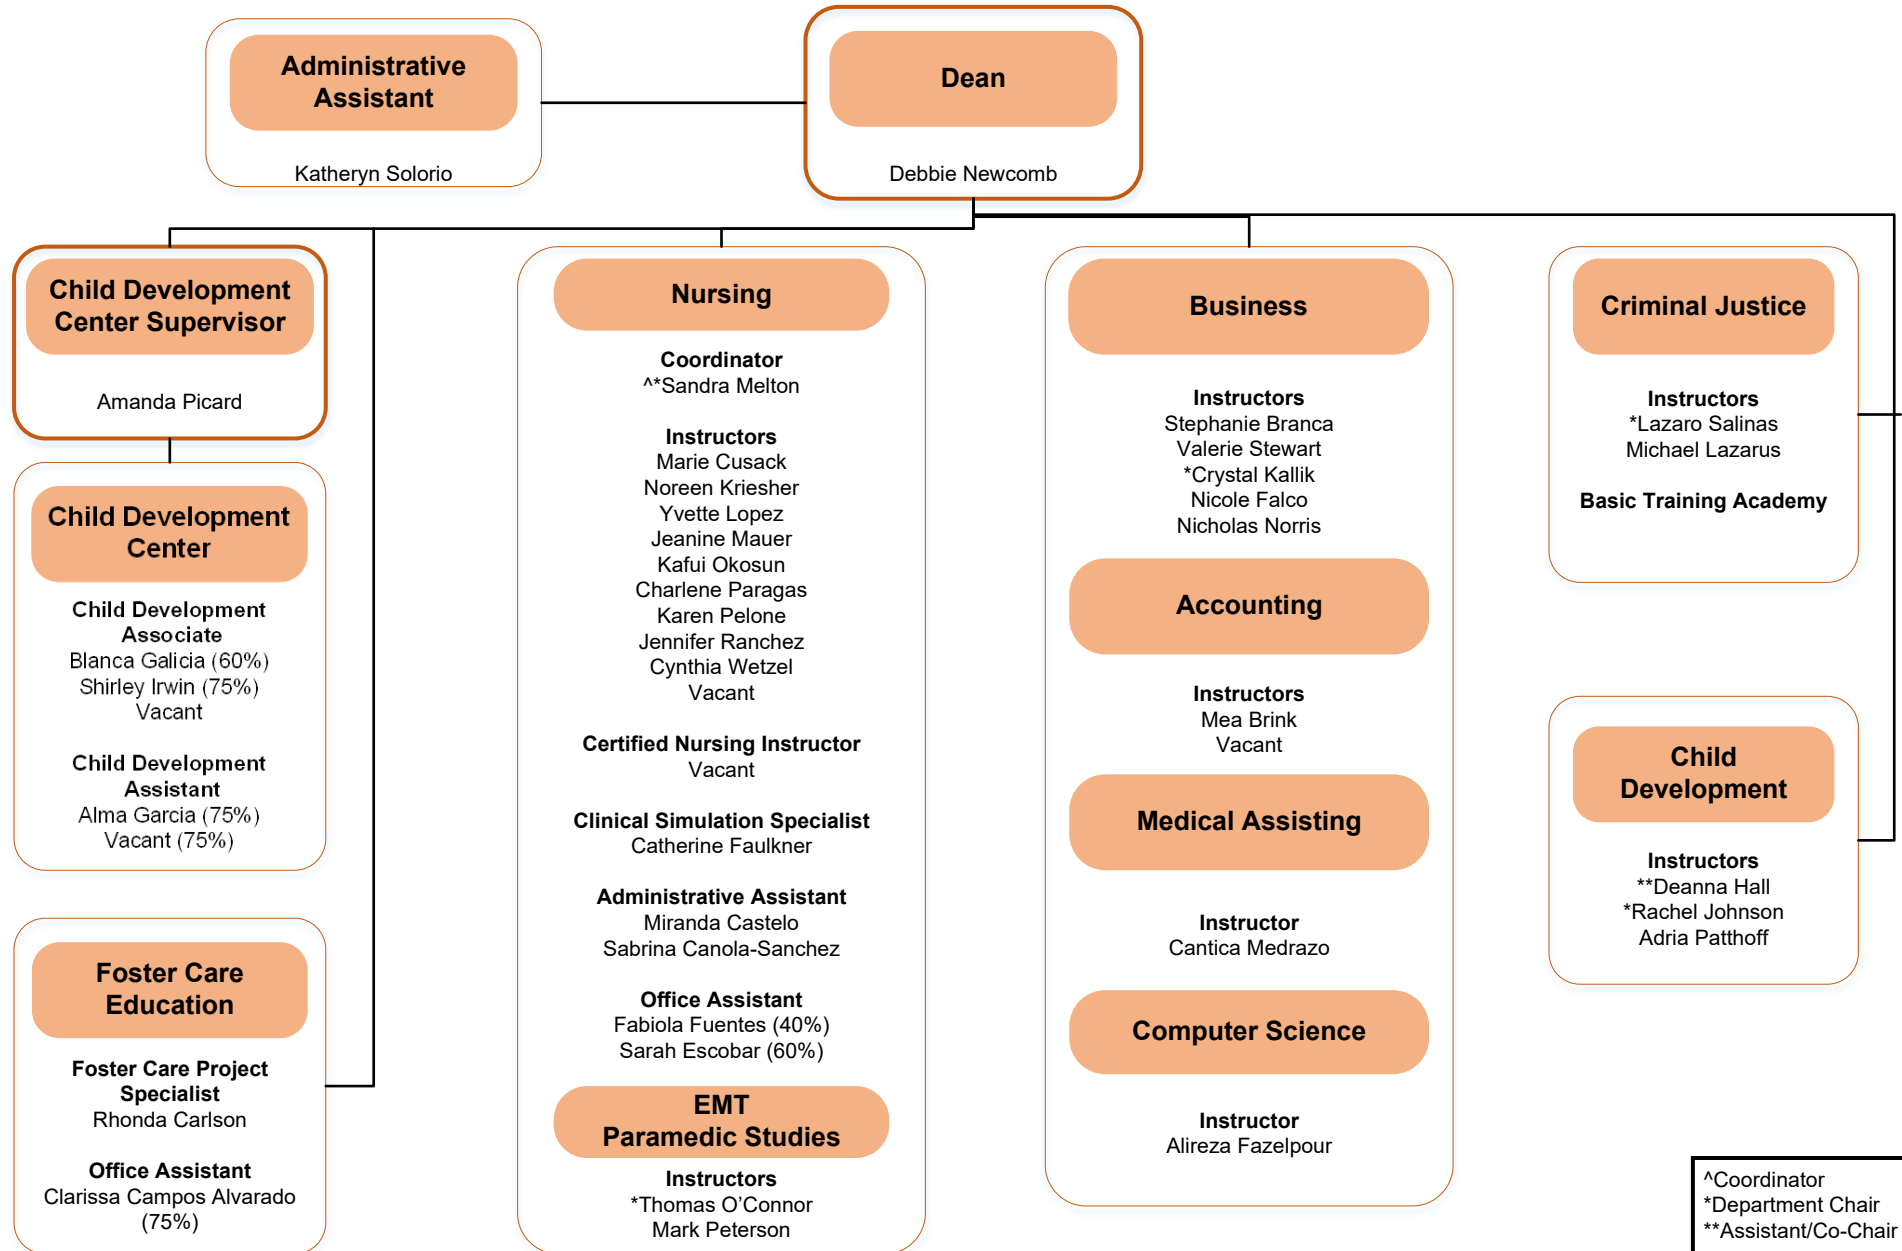 Administrative
Assistant
Katheryn Solorio
Dean
Debbie Newcomb
Child Development
Center Supervisor
Amanda Picard
Child Development
Center
Child Development
Associate
Blanca Galicia (60%)
Shirley Irwin (75%)
Vacant
Child Development
Assistant
Alma Garcia (75%)
Vacant (75%)
Foster Care
Education
Foster Care Project
Specialist
Rhonda Carlson
Office Assistant
Clarissa Campos Alvarado
(75%)
Nursing
Coordinator
^*Sandra Melton
Instructors
Marie Cusack
Noreen Kriesher
Yvette Lopez
Jeanine Mauer
Kafui Okosun
Charlene Paragas
Karen Pelone
Jennifer Ranchez
Cynthia Wetzel
Vacant
Certified Nursing Instructor
Vacant
Clinical Simulation Specialist
Catherine Faulkner
Administrative Assistant
Miranda Castelo
Sabrina Canola-Sanchez
Office Assistant
Fabiola Fuentes (40%)
Sarah Escobar (60%)
EMT
Paramedic Studies
Instructors
*Thomas O’Connor
Mark Peterson
Business
Instructors
Stephanie Branca
Valerie Stewart
*Crystal Kallik
Nicole Falco
Nicholas Norris
Accounting
Instructors
Mea Brink
Vacant
Medical Assisting
Instructor
Cantica Medrazo
Computer Science
Instructor
Alireza Fazelpour
Criminal Justice
Instructors
*Lazaro Salinas
Michael Lazarus
Basic Training Academy
Child
Development
Instructors
**Deanna Hall
*Rachel Johnson
Adria Patthoff
^Coordinator
*Department Chair
**Assistant/Co-Chair